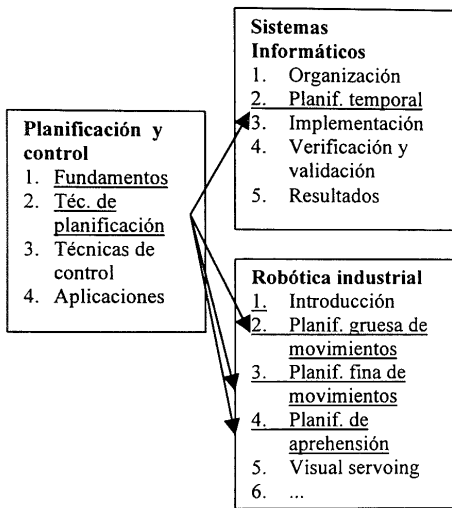 Planificación y
control
1. Fundamentos
2. Téc. de
planificación
3. Técnicas de
control
4. Aplicaciones
Sistemas
Informáticos
1. Organización
2. Planif. temporal
3. Implementación
4. Verificación y
validación
5. Resultados
Robótica industrial
1. Introducción
2. Planif. gruesa de
movimientos
3. Planif. fina de
movimientos
4. Planif. de
aprehensión
5. Visual servoing
6. ...